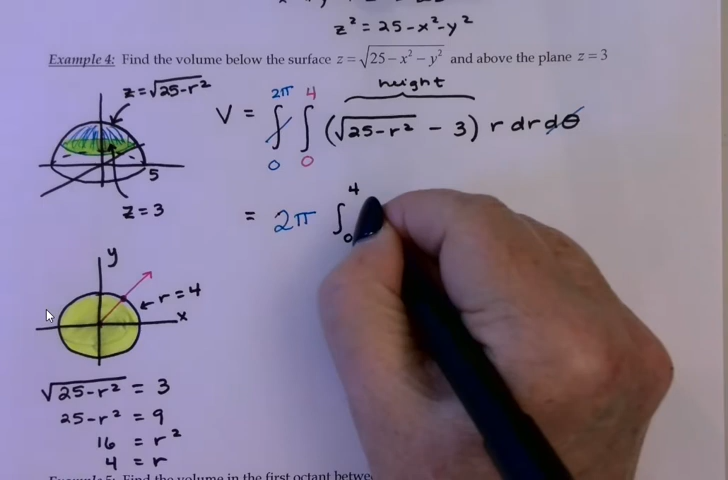 z² = 25 - x² - y²
Example 4: Find the volume below the surface z = √(25 - x² - y²) and above the plane z = 3
z = √(25 - r²)
5
z = 3
height
V = ∫₀^2π ∫₀^4 (√(25 - r²) - 3) r dr dθ
= 2π ∫₀^4
y
r = 4
x
√(25 - r²) = 3
25 - r² = 9
16 = r²
4 = r
Example 5: Find the volume in the first octant betwe